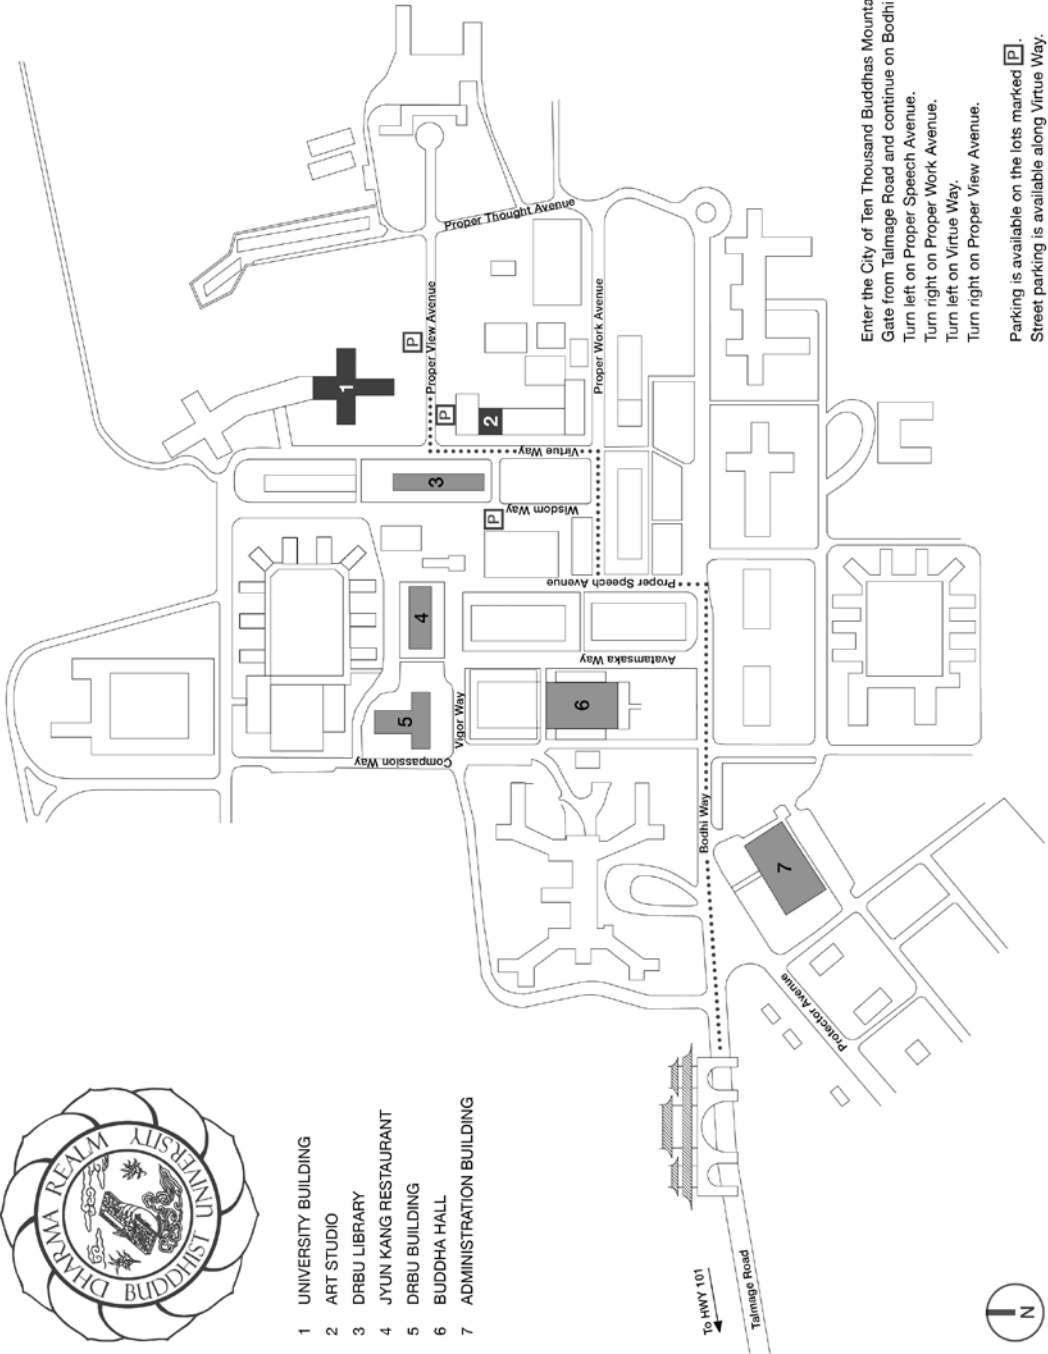 DHARMA REALM BUDDHIST UNIVERSITY
1 UNIVERSITY BUILDING
2 ART STUDIO
3 DRBU LIBRARY
4 JYUN KANG RESTAURANT
5 DRBU BUILDING
6 BUDDHA HALL
7 ADMINISTRATION BUILDING
N
To HWY 101
Talmage Road
Protector Avenue
Bodhi Way
Compassion Way
Vigor Way
Avatamsaka Way
Proper Speech Avenue
Wisdom Way
Virtue Way
Proper Work Avenue
Proper View Avenue
Proper Thought Avenue
1
2
3
4
5
6
7
P
P
P
Enter the City of Ten Thousand Buddhas
Gate from Talmage Road and continue on Bodhi
Turn left on Proper Speech Avenue.
Turn right on Proper Work Avenue.
Turn left on Virtue Way.
Turn right on Proper View Avenue.
Parking is available on the lots marked P.
Street parking is available along Virtue Way.